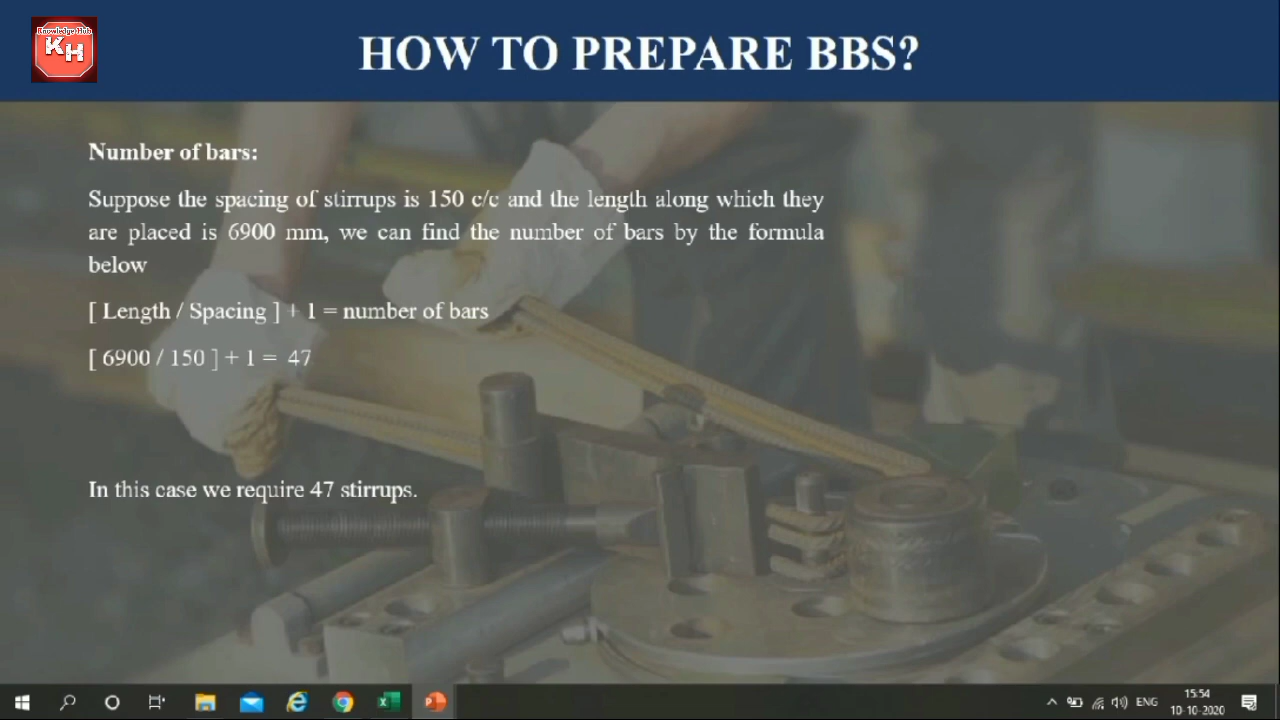 Knowledge Hub
KH
HOW TO PREPARE BBS?
Number of bars:
Suppose the spacing of stirrups is 150 c/c and the length along which they
are placed is 6900 mm, we can find the number of bars by the formula
below
[ Length / Spacing ] + 1 = number of bars
[ 6900 / 150 ] + 1 = 47
In this case we require 47 stirrups.
ENG
15:54
10-10-2020